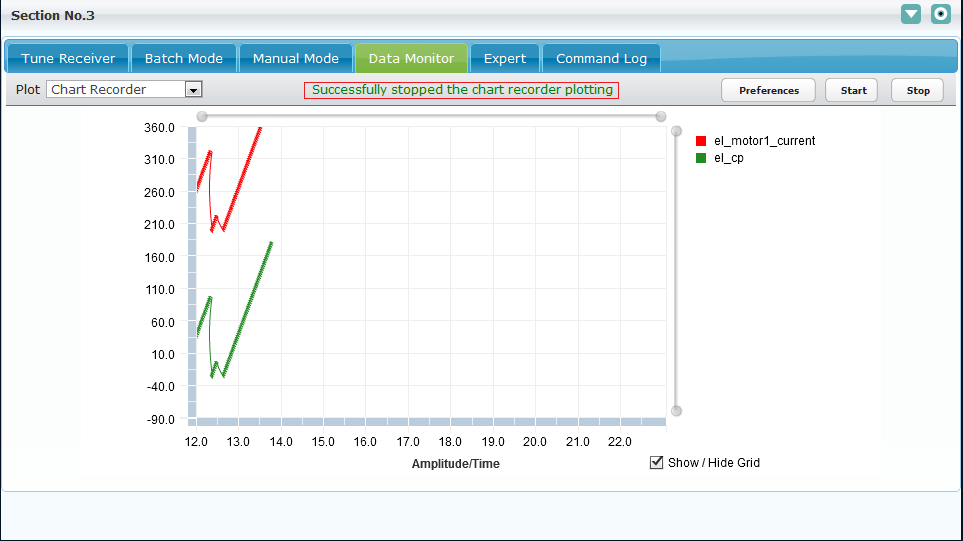 Section No.3
Tune Receiver Batch Mode Manual Mode Data Monitor Expert Command Log
Plot Chart Recorder Successfully stopped the chart recorder plotting Preferences Start Stop
360.0
310.0
260.0
210.0
160.0
110.0
60.0
10.0
-40.0
-90.0
12.0 13.0 14.0 15.0 16.0 17.0 18.0 19.0 20.0 21.0 22.0
Amplitude/Time
el_motor1_current
el_cp
Show / Hide Grid